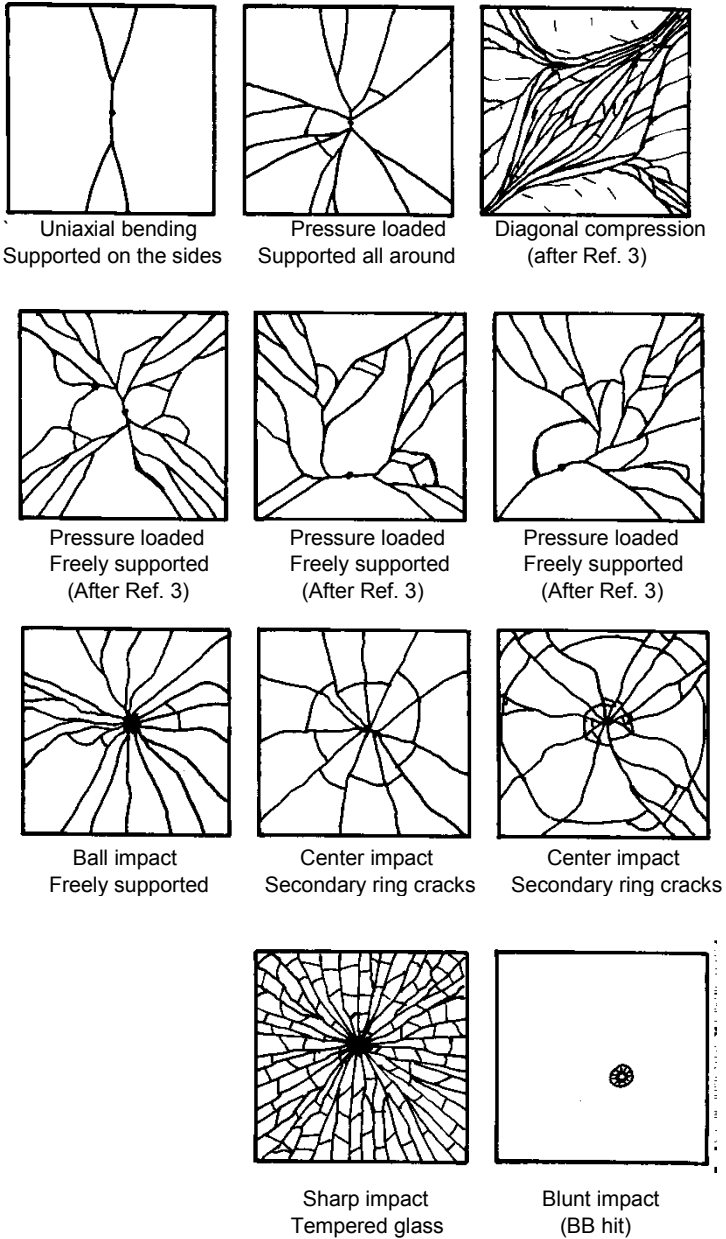 Uniaxial bending
Supported on the sides
Pressure loaded
Supported all around
Diagonal compression
(after Ref. 3)
Pressure loaded
Freely supported
(After Ref. 3)
Pressure loaded
Freely supported
(After Ref. 3)
Pressure loaded
Freely supported
(After Ref. 3)
Ball impact
Freely supported
Center impact
Secondary ring cracks
Center impact
Secondary ring cracks
Sharp impact
Tempered glass
Blunt impact
(BB hit)